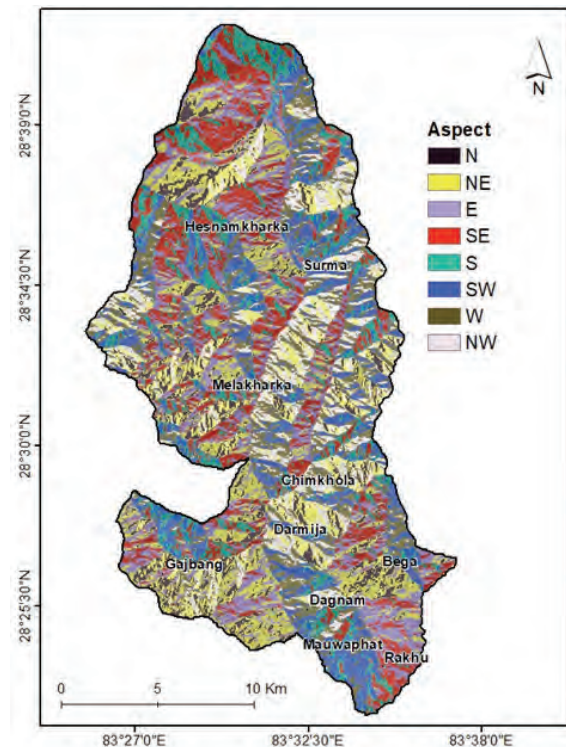 N
28°39'0"N
Aspect
N
NE
E
SE
S
SW
W
NW
Hesnamkharka
Surma
28°34'30"N
Melakharka
28°30'0"N
Chimkhola
Darmija
Gajbang
Bega
28°25'30"N
Dagnam
Mauwaphat
Rakhu
0 5 10 Km
83°27'0"E 83°32'30"E 83°38'0"E